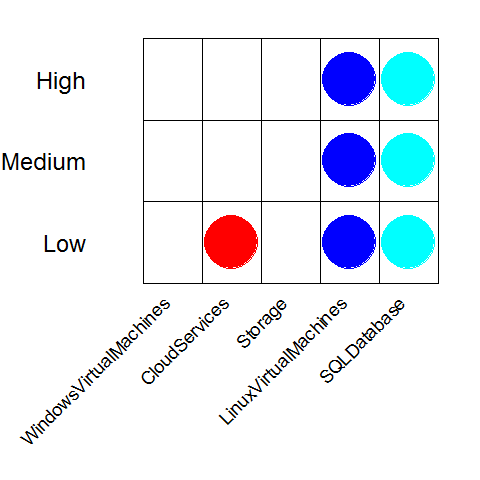 High
Medium
Low
WindowsVirtualMachines
CloudServices
Storage
LinuxVirtualMachines
SQLDatabase